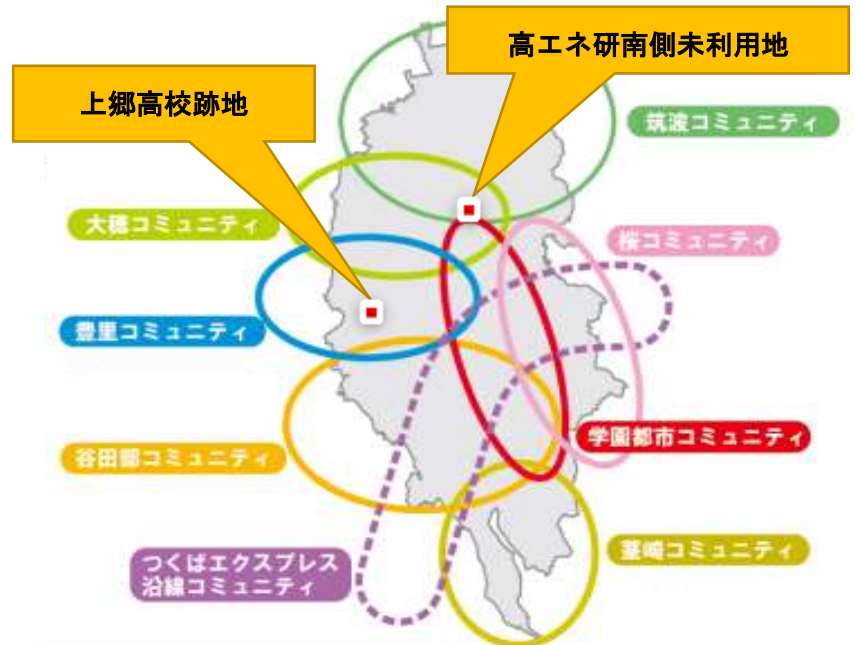 高エネ研南側未利用地
上郷高校跡地
筑波コミュニティ
大穂コミュニティ
桜コミュニティ
豊里コミュニティ
学園都市コミュニティ
谷田部コミュニティ
つくばエクスプレス
沿線コミュニティ
茎崎コミュニティ